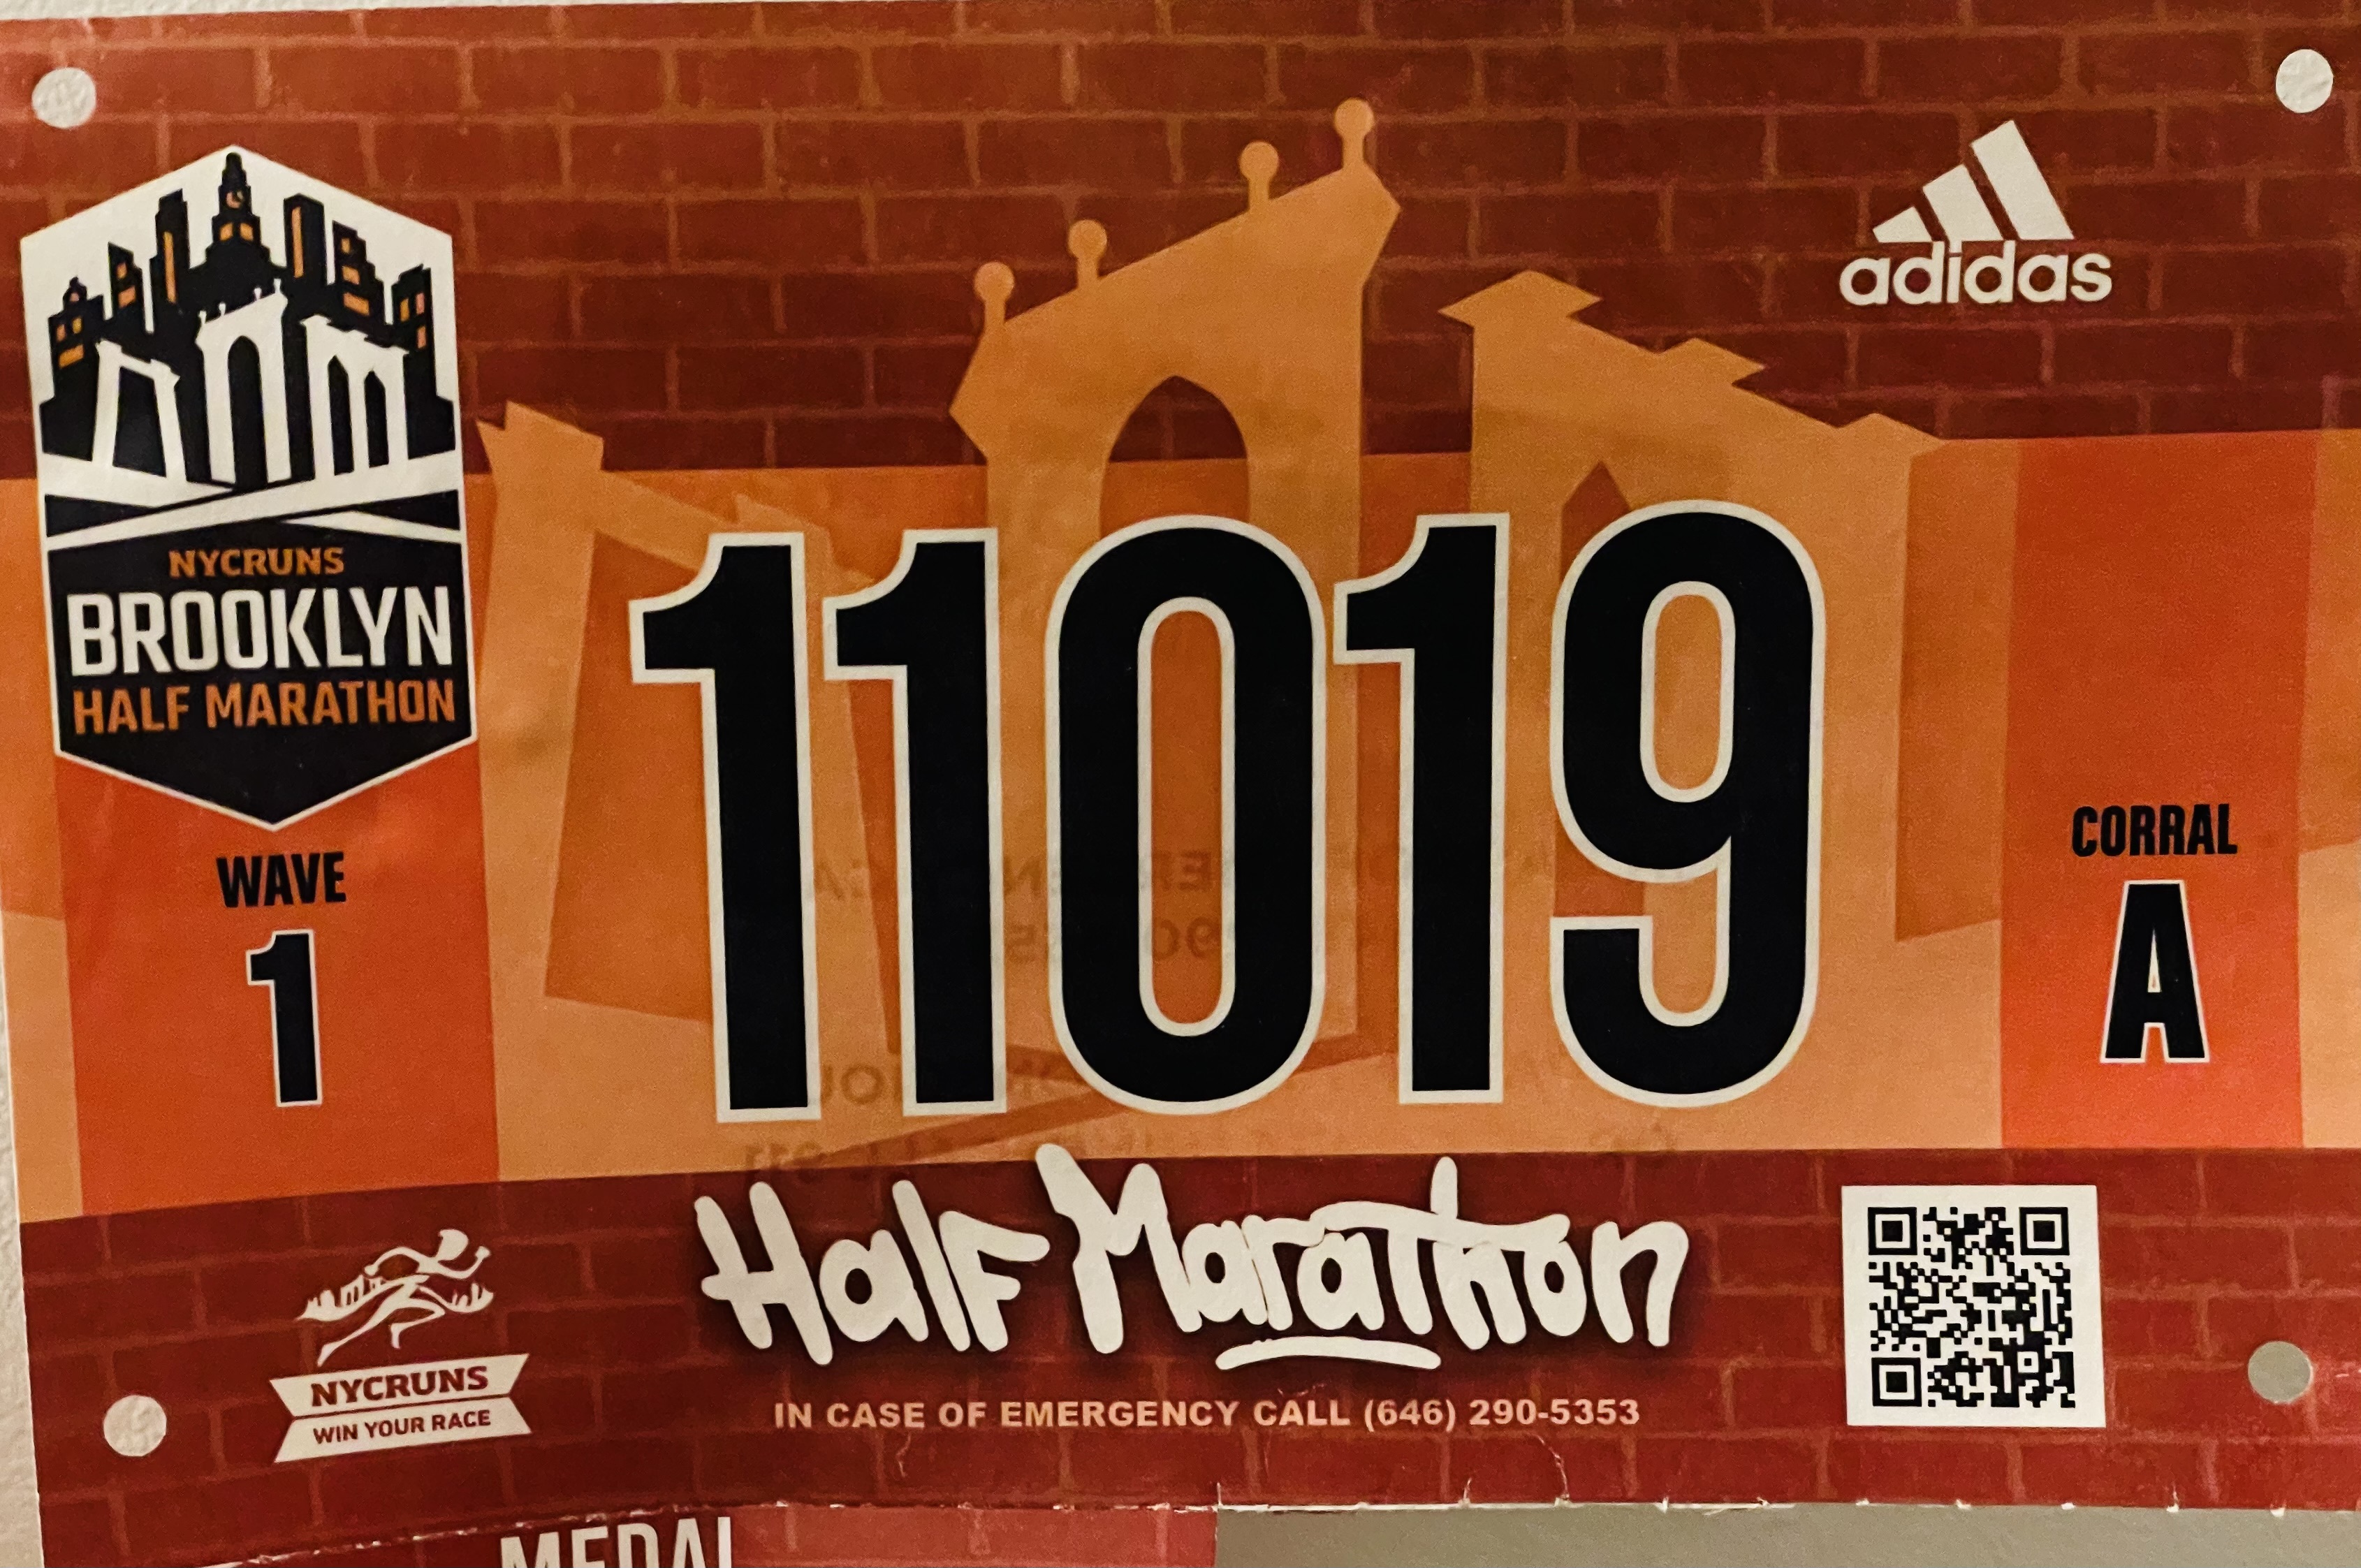 adidas
NYCRUNS
BROOKLYN
HALF MARATHON
11019
WAVE
1
CORRAL
A
Half Marathon
NYCRUNS
WIN YOUR RACE
IN CASE OF EMERGENCY CALL (646) 290-5353
MEDAL